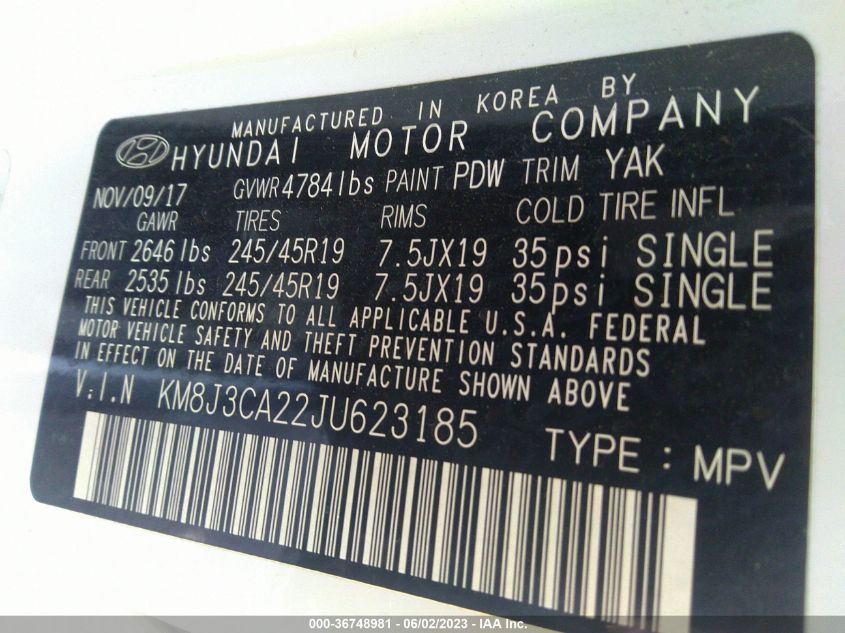 MANUFACTURED IN KOREA BY
HYUNDAI MOTOR COMPANY
NOV/09/17 GVWR 4784 lbs PAINT PDW TRIM YAK
GAWR TIRES RIMS COLD TIRE INFL
FRONT 2646 lbs 245/45R19 7.5JX19 35psi SINGLE
REAR 2535 lbs 245/45R19 7.5JX19 35psi SINGLE
THIS VEHICLE CONFORMS TO ALL APPLICABLE U.S.A. FEDERAL
MOTOR VEHICLE SAFETY AND THEFT PREVENTION STANDARDS
IN EFFECT ON THE DATE OF MANUFACTURE SHOWN ABOVE
V.I.N KM8J3CA22JU623185
TYPE : MPV
000-36748981 - 06/02/2023 - IAA Inc.